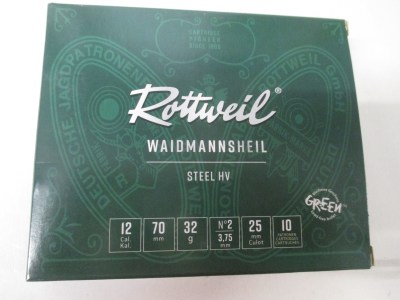 Rottweil®
WAIDMANNSHEIL
STEEL HV
12
Cal.
Kal.
70
mm
32
g
N°2
3,75
mm
25
mm
Culot
10
GREEN
DEUTSCHE JAGDPATRONEN
ROTTWEIL